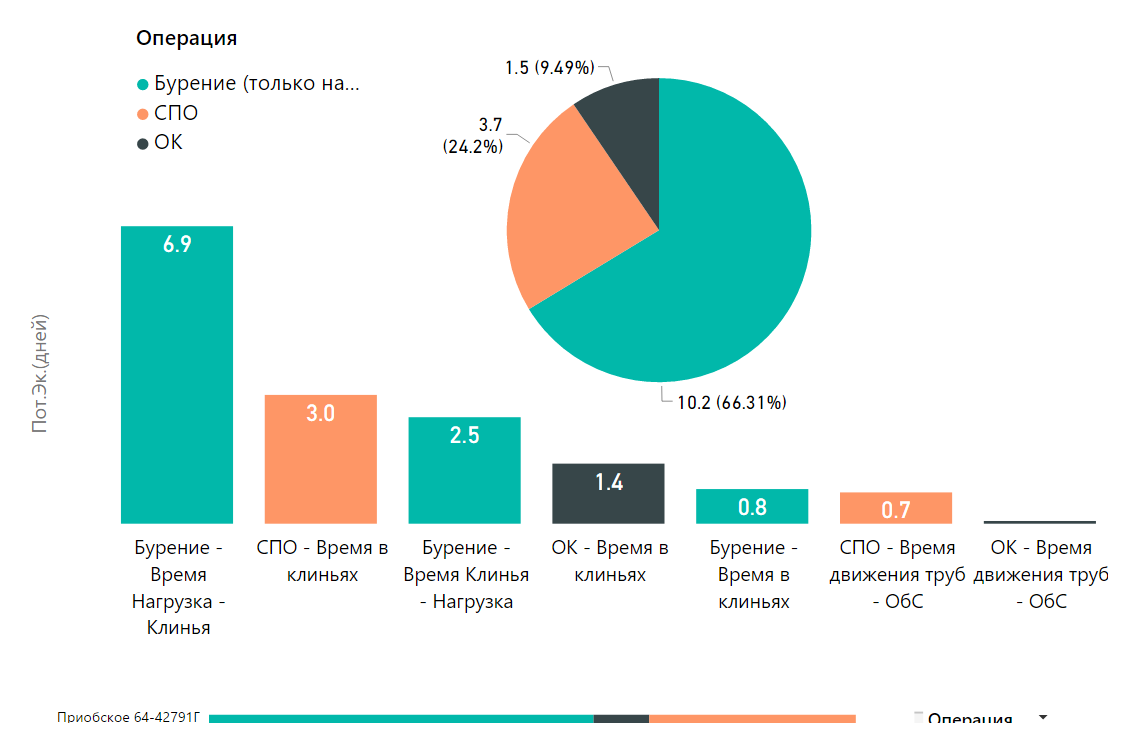 Операция
Бурение (только на...
СПО
ОК
1.5 (9.49%)
3.7
(24.2%)
10.2 (66.31%)
Пот.Эк.(дней)
6.9
3.0
2.5
1.4
0.8
0.7
Бурение -
Время
Нагрузка -
Клинья
СПО - Время в
клиньях
Бурение -
Время Клинья
- Нагрузка
ОК - Время в
клиньях
Бурение -
Время в
клиньях
СПО - Время
движения труб
- ОбС
ОК - Время
движения труб
- ОбС
Приобское 64-42791Г
Операция